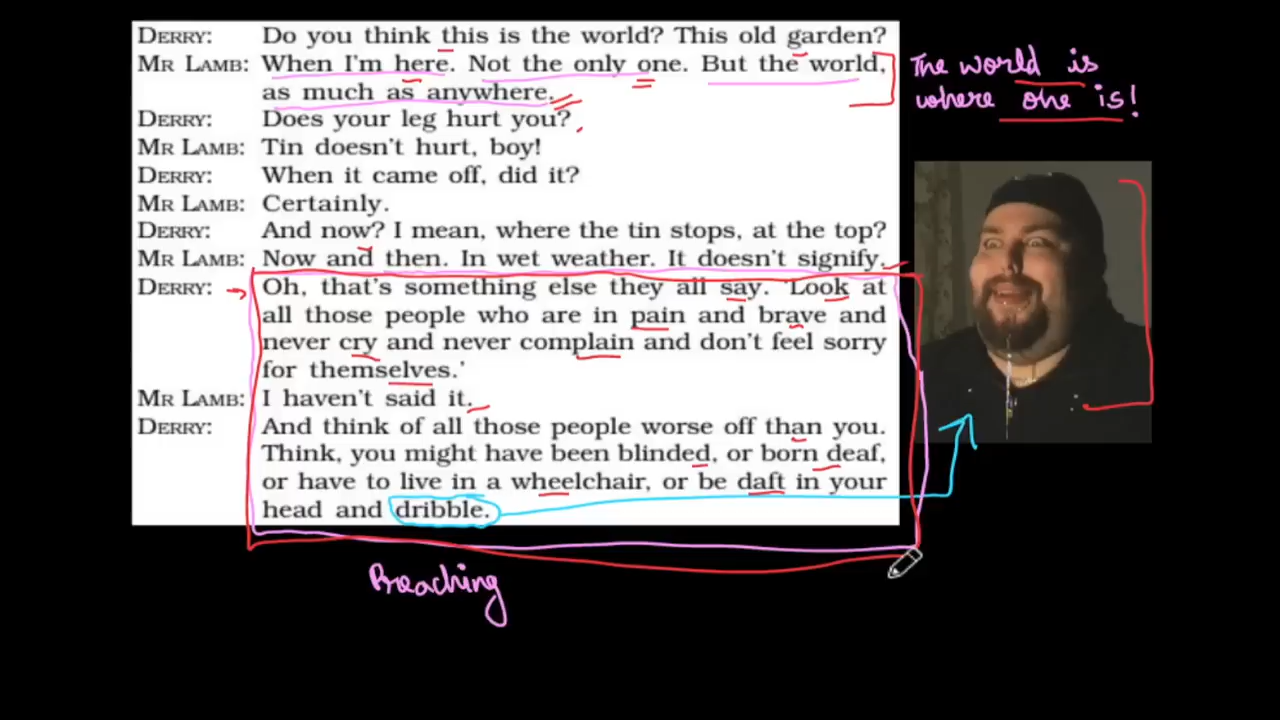 DERRY: Do you think this is the world? This old garden?
MR LAMB: When I'm here. Not the only one. But the world,
as much as anywhere.
DERRY: Does your leg hurt you?
MR LAMB: Tin doesn't hurt, boy!
DERRY: When it came off, did it?
MR LAMB: Certainly.
DERRY: And now? I mean, where the tin stops, at the top?
MR LAMB: Now and then. In wet weather. It doesn't signify.
DERRY: Oh, that's something else they all say. 'Look at
all those people who are in pain and brave and
never cry and never complain and don't feel sorry
for themselves.'
MR LAMB: I haven't said it.
DERRY: And think of all those people worse off than you.
Think, you might have been blinded, or born deaf,
or have to live in a wheelchair, or be daft in your
head and dribble.
The world is
where one is!
Preaching